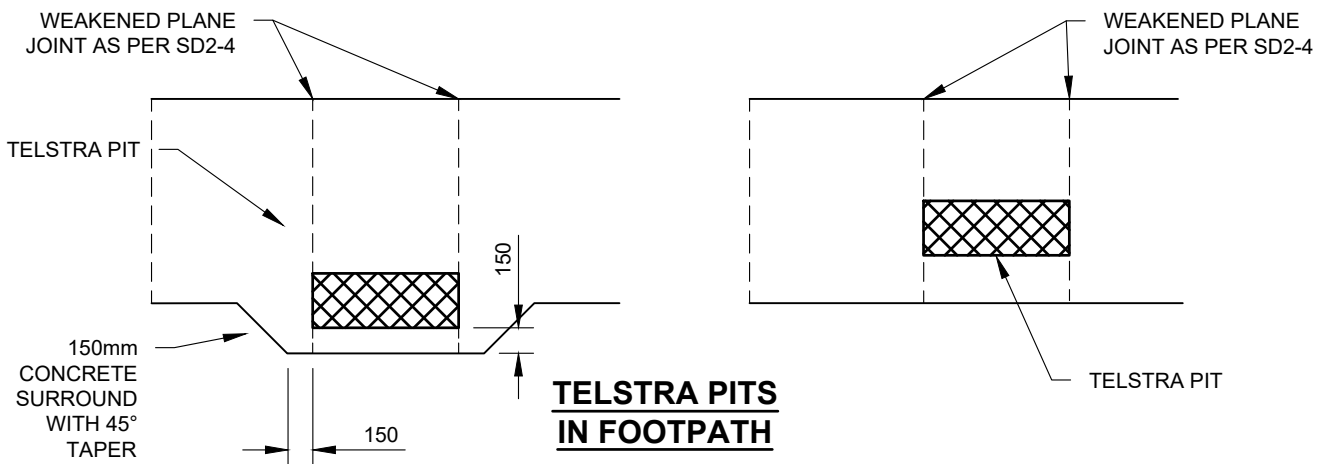 WEAKENED PLANE
JOINT AS PER SD2-4
WEAKENED PLANE
JOINT AS PER SD2-4
TELSTRA PIT
150
150mm
CONCRETE
SURROUND
WITH 45°
TAPER
150
TELSTRA PITS
IN FOOTPATH
TELSTRA PIT